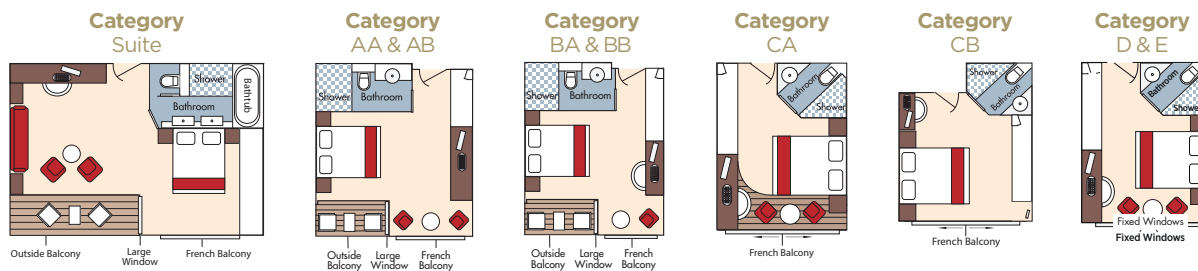 Category
Suite
Shower
Bathtub
Bathroom
Outside Balcony
Large
Window
French Balcony
Category
AA & AB
Shower
Bathroom
Outside
Balcony
Large
Window
French
Balcony
Category
BA & BB
Shower
Bathroom
Outside
Balcony
Large
Window
French
Balcony
Category
CA
Bathroom
Shower
French Balcony
Category
CB
Shower
Bathroom
French Balcony
Category
D & E
Bathroom
Shower
Fixed Windows
Fixed Windows